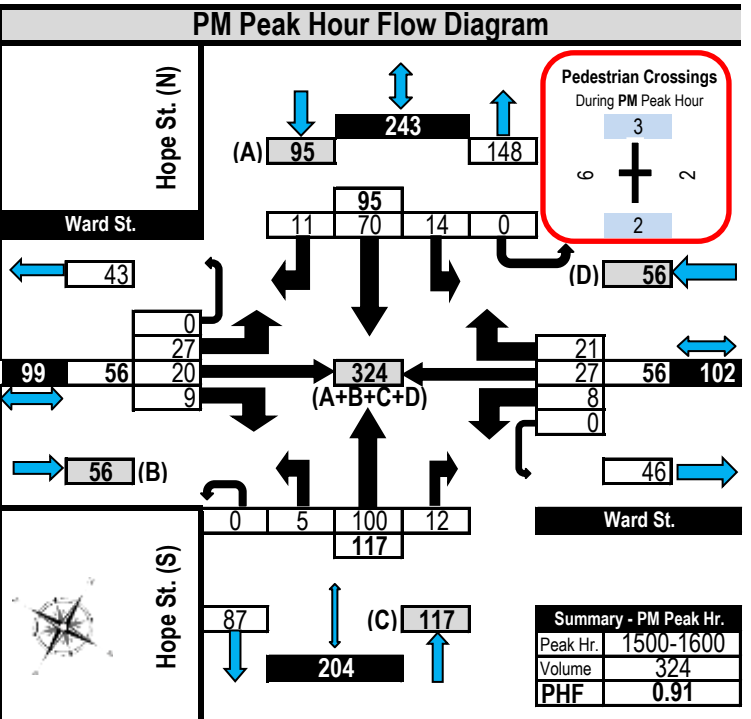 PM Peak Hour Flow Diagram
Hope St. (N)
Pedestrian Crossings
During PM Peak Hour
3
6
2
2
243
(A) 95
148
95
11 70 14 0
Ward St.
43
(D) 56
0
27
99 56 20
9
324
(A+B+C+D)
21
27 56 102
8
0
56 (B)
46
0 5 100 12
117
Ward St.
Hope St. (S)
87
(C) 117
204
Summary - PM Peak Hr.
Peak Hr. 1500-1600
Volume 324
PHF 0.91